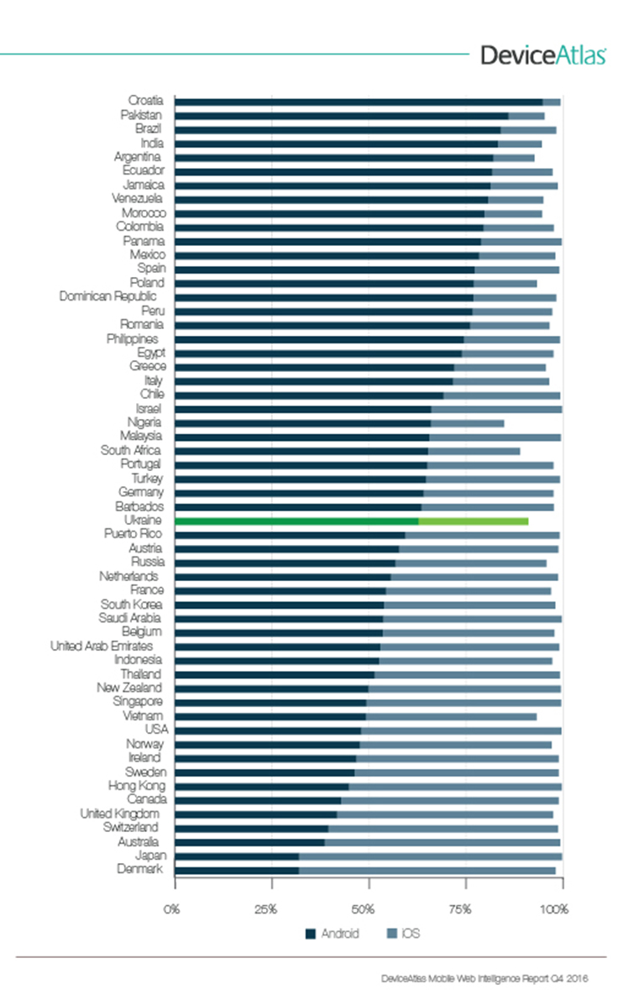 DeviceAtlas
Croatia
Pakistan
Brazil
India
Argentina
Ecuador
Jamaica
Venezuela
Morocco
Colombia
Panama
Mexico
Spain
Poland
Dominican Republic
Peru
Romania
Philippines
Egypt
Greece
Italy
Chile
Israel
Nigeria
Malaysia
South Africa
Portugal
Turkey
Germany
Barbados
Ukraine
Puerto Rico
Austria
Russia
Netherlands
France
South Korea
Saudi Arabia
Belgium
United Arab Emirates
Indonesia
Thailand
New Zealand
Singapore
Vietnam
USA
Norway
Ireland
Sweden
Hong Kong
Canada
United Kingdom
Switzerland
Australia
Japan
Denmark
0% 25% 50% 75% 100%
Android iOS
DeviceAtlas Mobile Web Intelligence Report Q4 2016